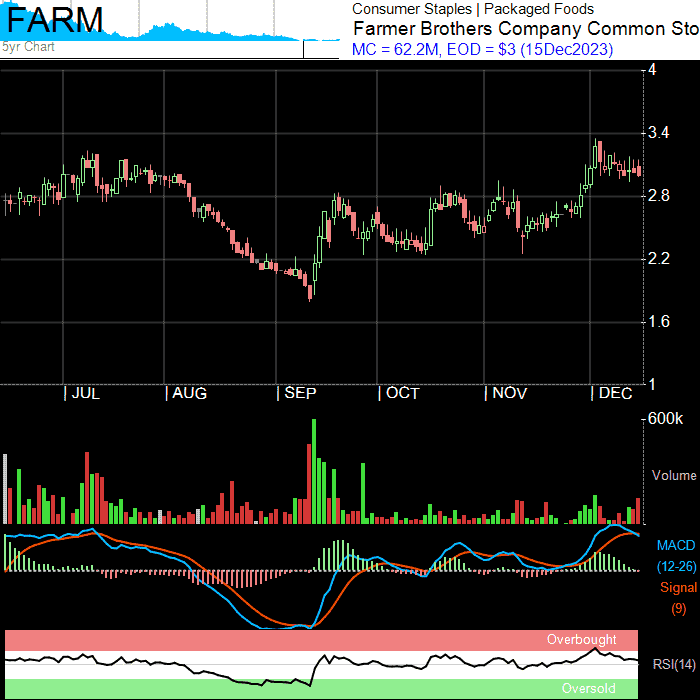 FARM
5yr Chart
Consumer Staples | Packaged Foods
Farmer Brothers Company Common Sto
MC = 62.2M, EOD = $3 (15Dec2023)
4
3.4
2.8
2.2
1.6
1
JUL AUG SEP OCT NOV DEC
600k
Volume
MACD
(12-26)
Signal
(9)
Overbought
RSI(14)
Oversold